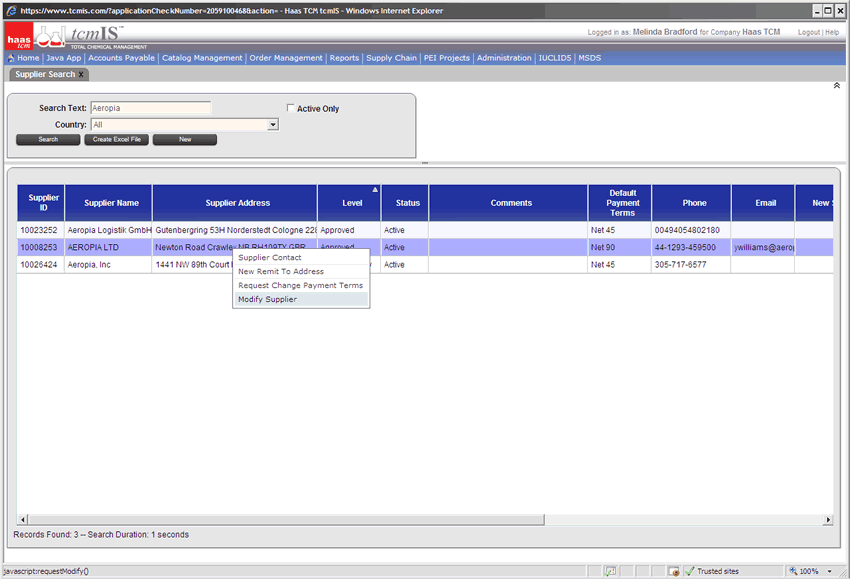 https://www.tcmis.com/?applicationCheckNumber=2059100468&action= - Haas TCM tcmIS - Windows Internet Explorer
haas tcm tcmIS™
TOTAL CHEMICAL MANAGEMENT
Logged in as: Melinda Bradford for Company Haas TCM Logout | Help
Home | Java App | Accounts Payable | Catalog Management | Order Management | Reports | Supply Chain | PEI Projects | Administration | IUCLID5 | MSDS
Supplier Search X
Search Text: Aeropia Active Only
Country: All
Search Create Excel File New
Supplier ID Supplier Name Supplier Address Level Status Comments Default Payment Terms Phone Email New S
10023252 Aeropia Logistik GmbH Gutenbergring 53H Norderstedt Cologne 228 Approved Active Net 45 00494054802180
10008253 AEROPIA LTD Newton Road Crawley NB RH109TY GBR Approved Active Net 90 44-1293-459500 ywilliams@aerop
10026424 Aeropia, Inc 1441 NW 89th Court Active Net 45 305-717-6577
Supplier Contact
New Remit To Address
Request Change Payment Terms
Modify Supplier
Records Found: 3 -- Search Duration: 1 seconds
javascript:requestModify() Trusted sites 100%